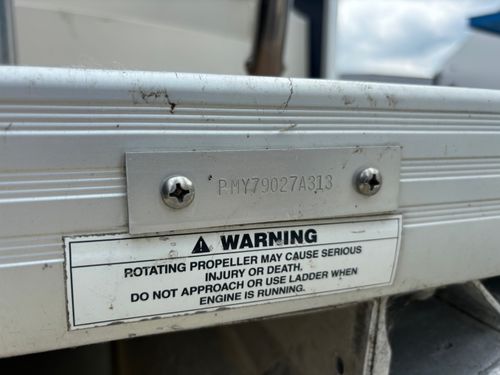 PMY79027A313
WARNING
ROTATING PROPELLER MAY CAUSE SERIOUS
INJURY OR DEATH.
DO NOT APPROACH OR USE LADDER WHEN
ENGINE IS RUNNING.